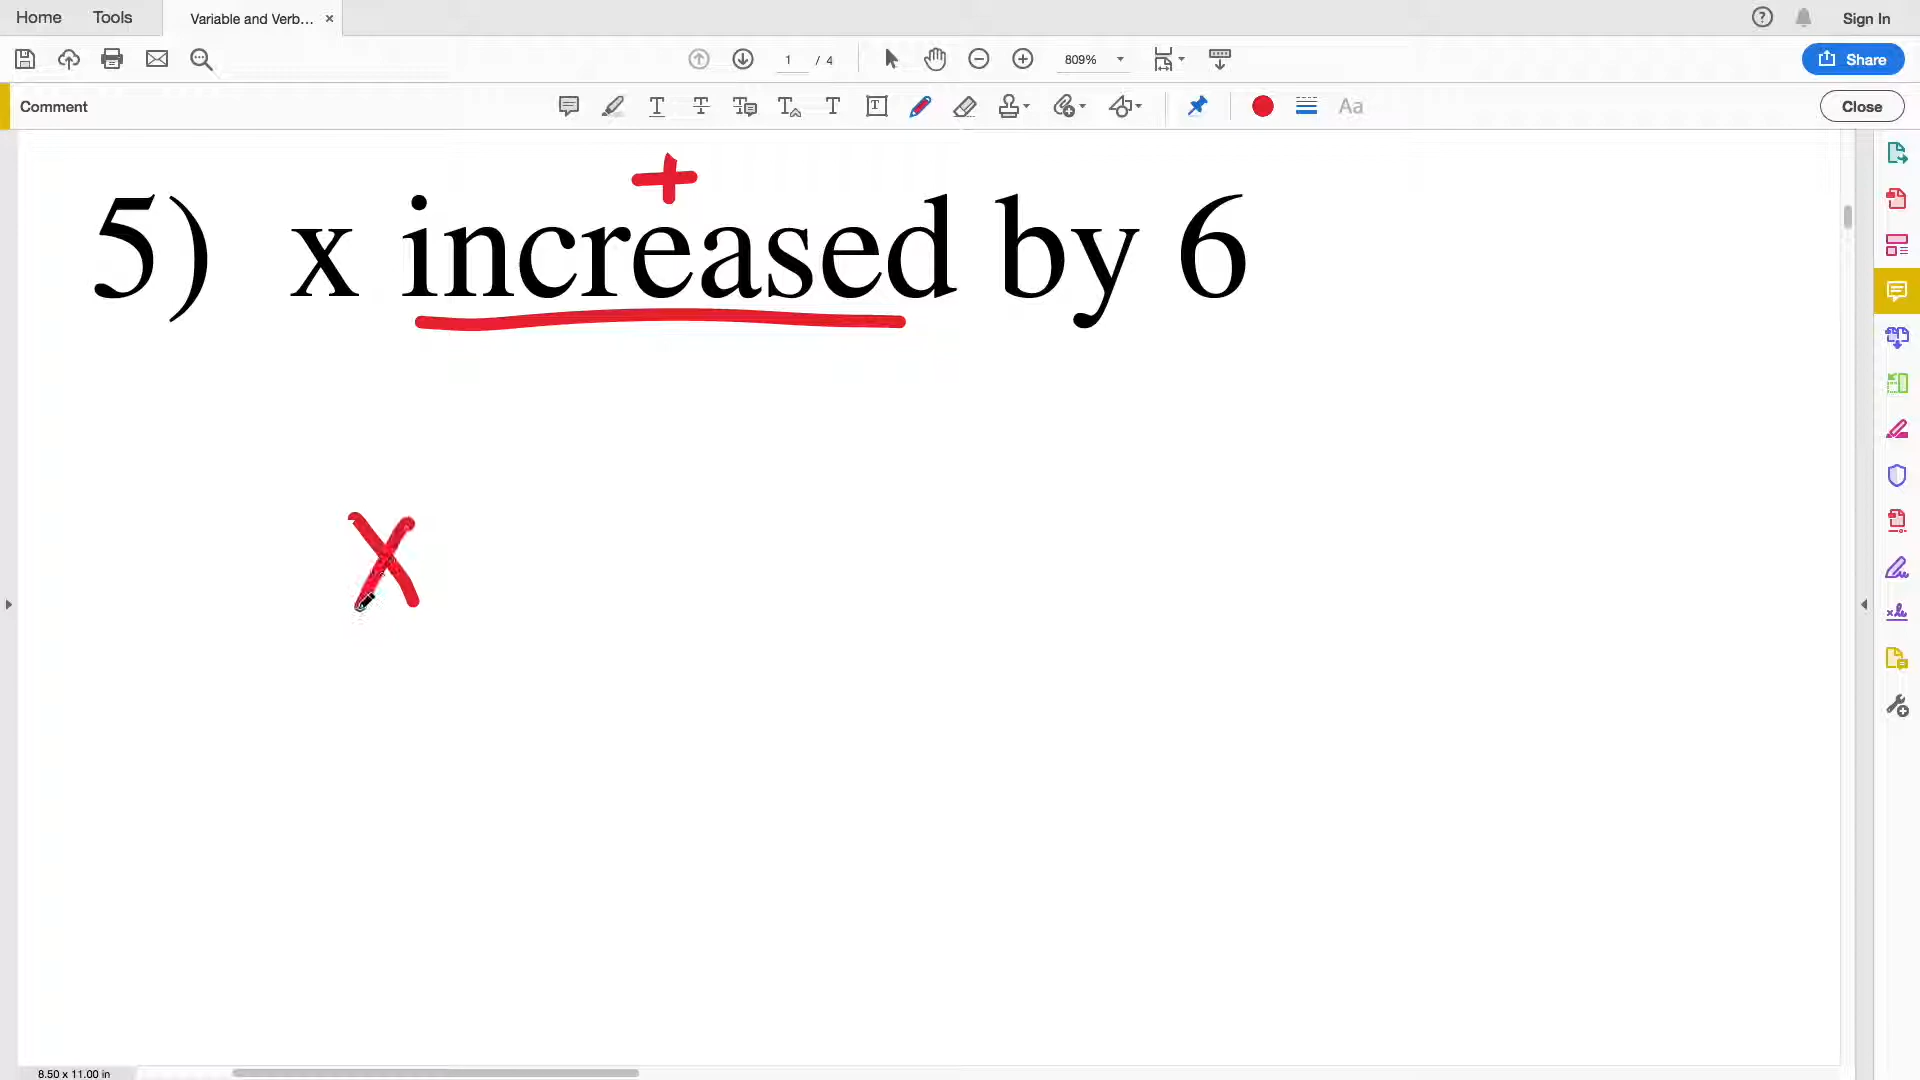 Home Tools Variable and Verb... × Sign In
1 / 4 809% Share
Comment Aa Close
+
5) x increased by 6
x
8.50 x 11.00 in